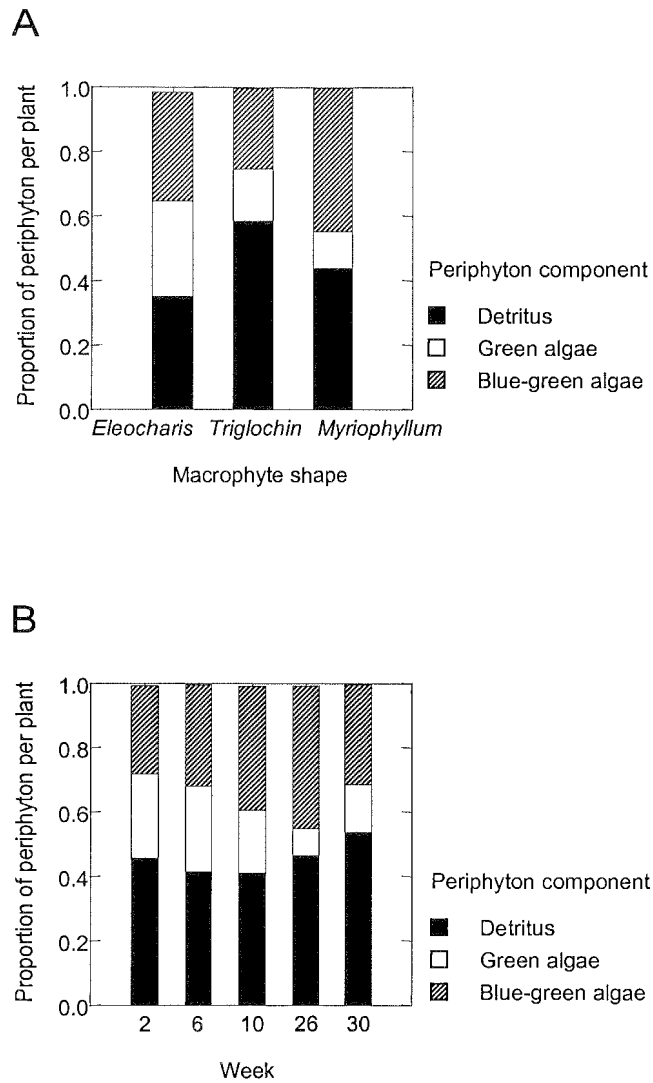 A
Proportion of periphyton per plant
1.0
0.8
0.6
0.4
0.2
0.0
Eleocharis Triglochin Myriophyllum
Macrophyte shape
Periphyton component
Detritus
Green algae
Blue-green algae
B
Proportion of periphyton per plant
1.0
0.8
0.6
0.4
0.2
0.0
2 6 10 26 30
Week
Periphyton component
Detritus
Green algae
Blue-green algae